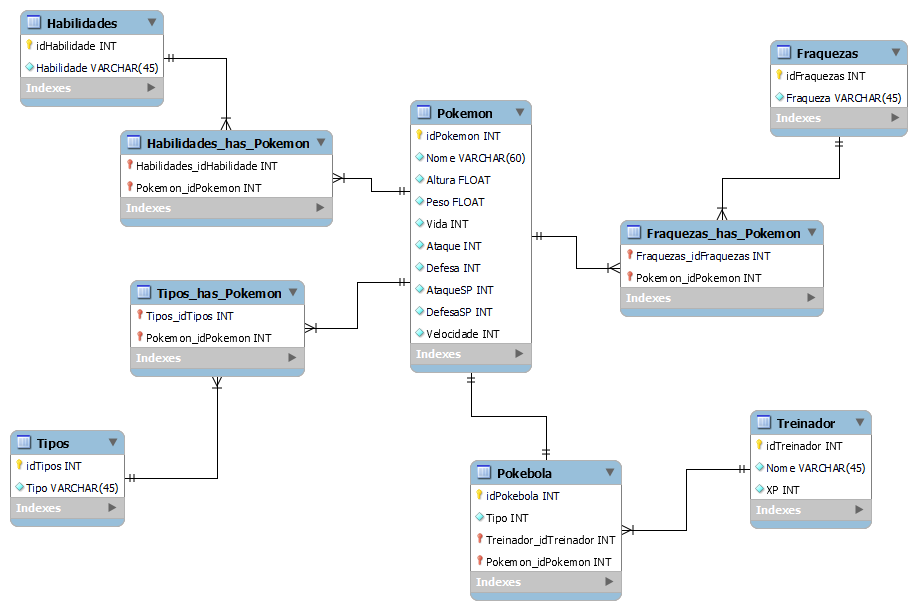 Habilidades
idHabilidade INT
Habilidade VARCHAR(45)
Indexes
Habilidades_has_Pokemon
Habilidades_idHabilidade INT
Pokemon_idPokemon INT
Indexes
Tipos_has_Pokemon
Tipos_idTipos INT
Pokemon_idPokemon INT
Indexes
Tipos
idTipos INT
Tipo VARCHAR(45)
Indexes
Pokemon
idPokemon INT
Nome VARCHAR(60)
Altura FLOAT
Peso FLOAT
Vida INT
Ataque INT
Defesa INT
AtaqueSP INT
DefesaSP INT
Velocidade INT
Indexes
Pokebola
idPokebola INT
Tipo INT
Treinador_idTreinador INT
Pokemon_idPokemon INT
Indexes
Fraquezas
idFraquezas INT
Fraqueza VARCHAR(45)
Indexes
Fraquezas_has_Pokemon
Fraquezas_idFraquezas INT
Pokemon_idPokemon INT
Indexes
Treinador
idTreinador INT
Nome VARCHAR(45)
XP INT
Indexes